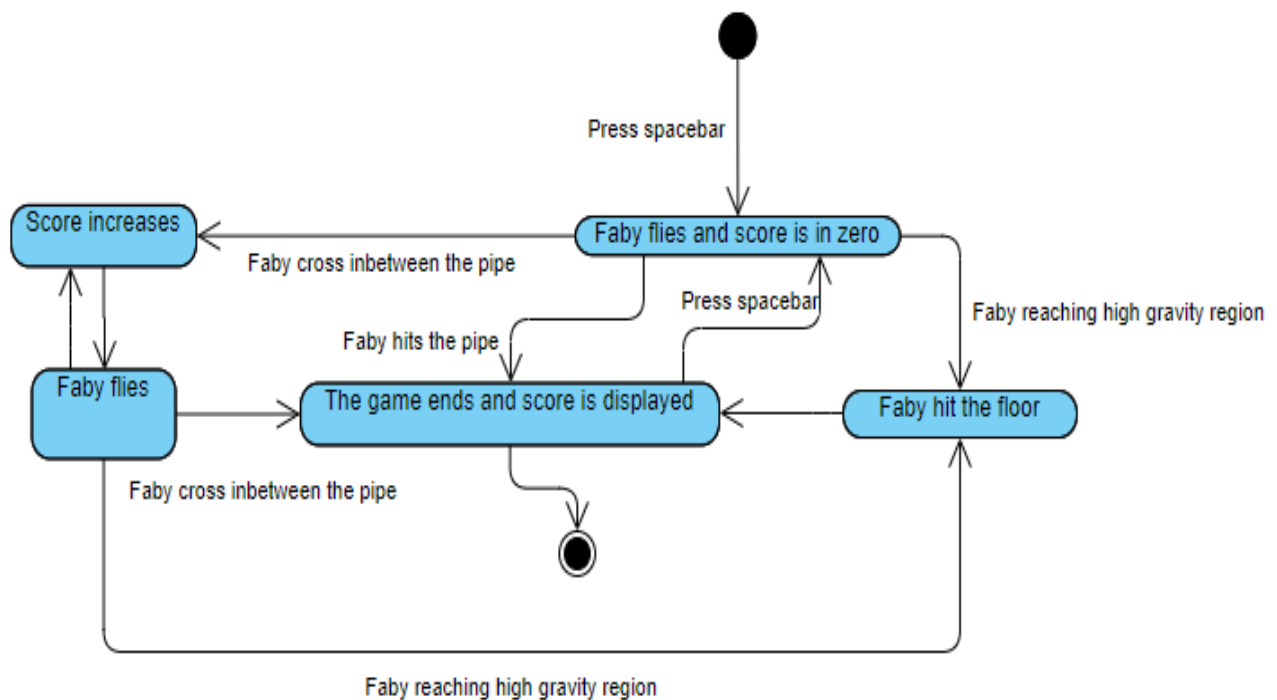 Press spacebar
Score increases
Faby flies and score is in zero
Faby cross inbetween the pipe
Press spacebar
Faby reaching high gravity region
Faby hits the pipe
Faby flies
The game ends and score is displayed
Faby hit the floor
Faby cross inbetween the pipe
Faby reaching high gravity region